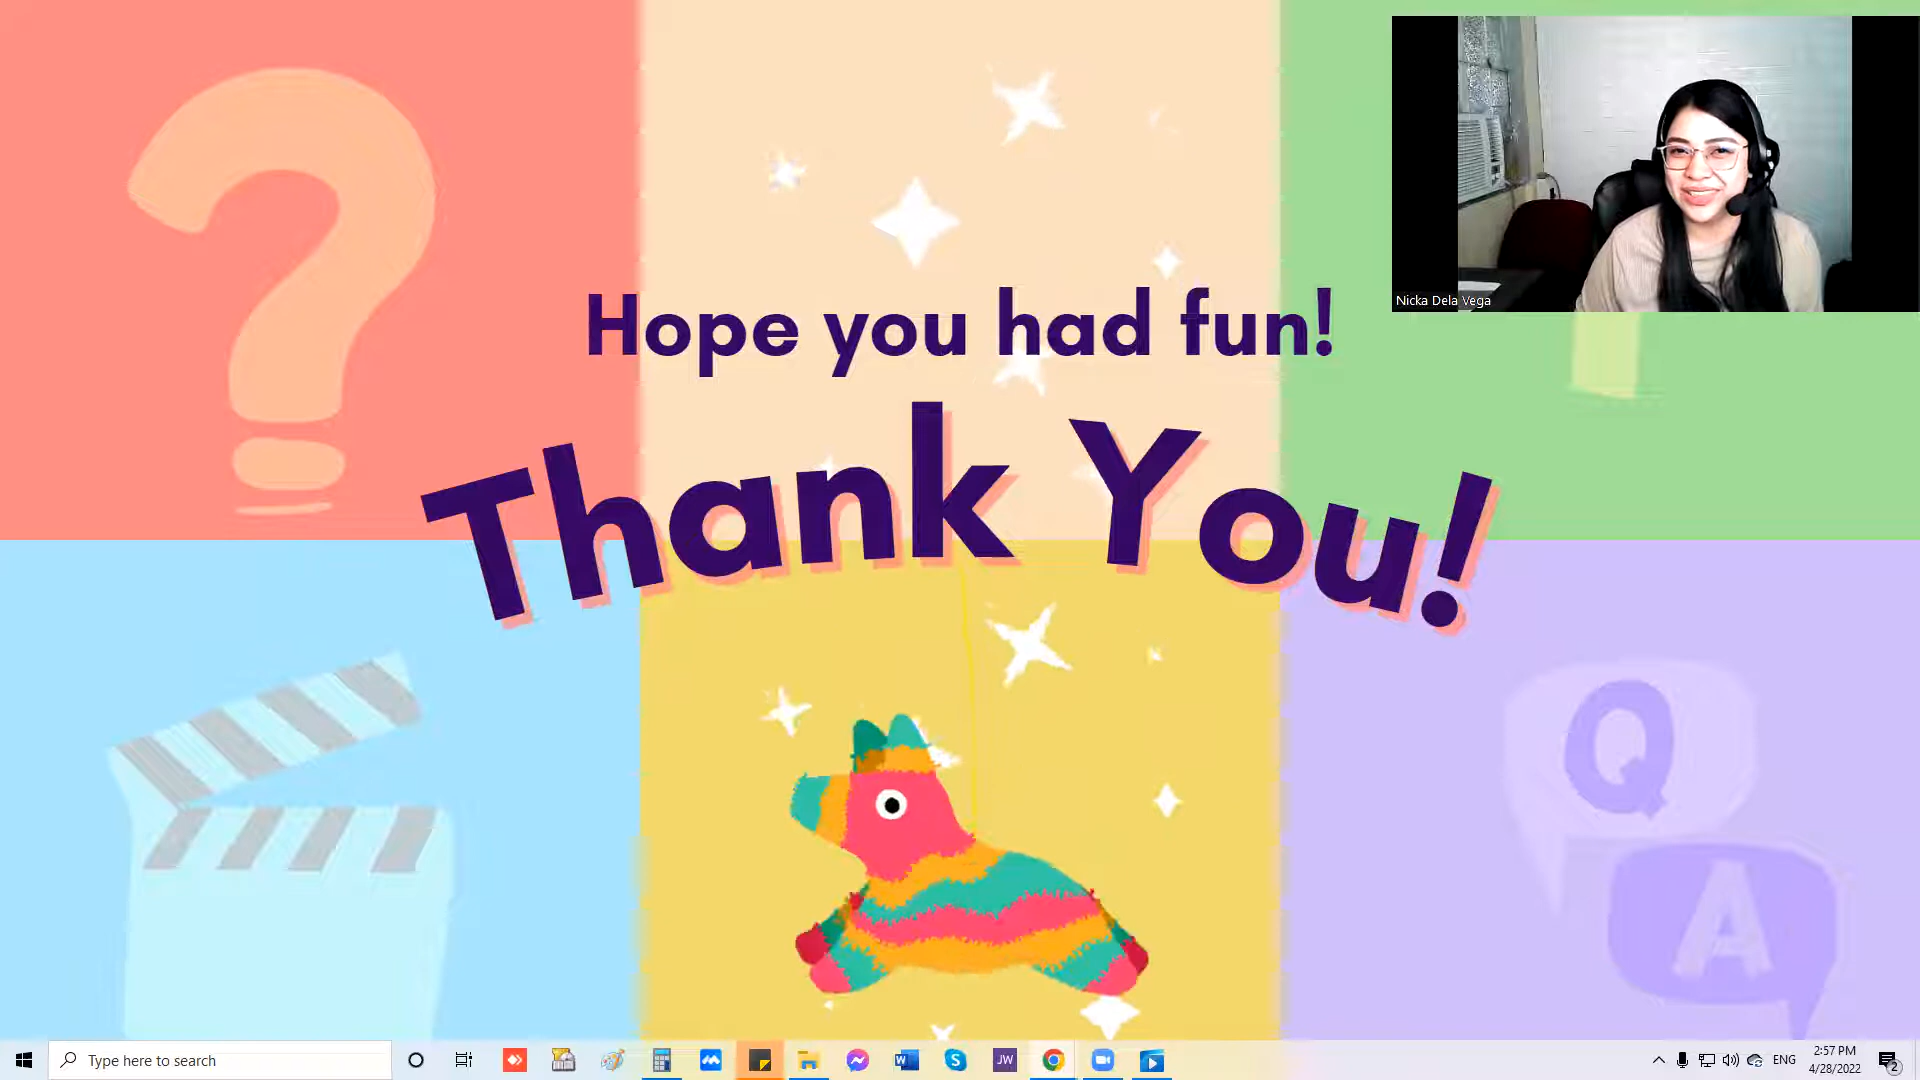 Nicka Dela Vega
Hope you had fun!
Thank You!
Q
A
Type here to search
JW
ENG
2:57 PM
4/28/2022
2